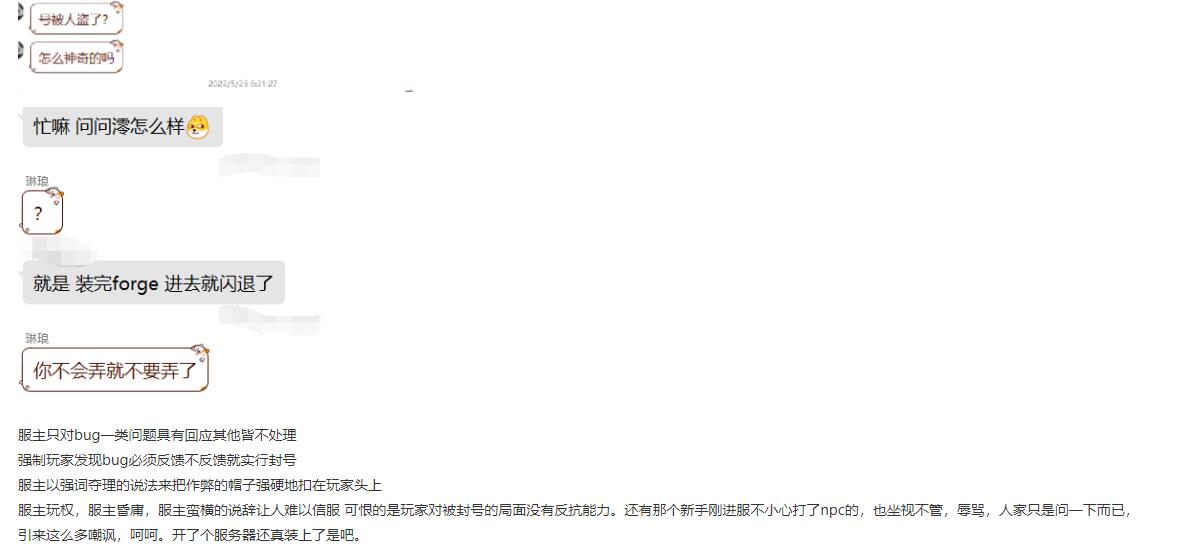 号被人盗了？
怎么神奇的吗
2022/5/23 6:21:27
忙嘛 问问澪怎么样
琳琅
？
就是 装完forge 进去就闪退了
琳琅
你不会弄就不要弄了
服主只对bug一类问题具有回应其他皆不处理
强制玩家发现bug必须反馈不反馈就实行封号
服主以强词夺理的说法来把作弊的帽子强硬地扣在玩家头上
服主玩权，服主昏庸，服主蛮横的说辞让人难以信服 可恨的是玩家对被封号的局面没有反抗能力。还有那个新手刚进服不小心打了npc的，也坐视不管，辱骂，人家只是问一下而已，
引来这么多嘲讽，呵呵。开了个服务器还真装上了是吧。